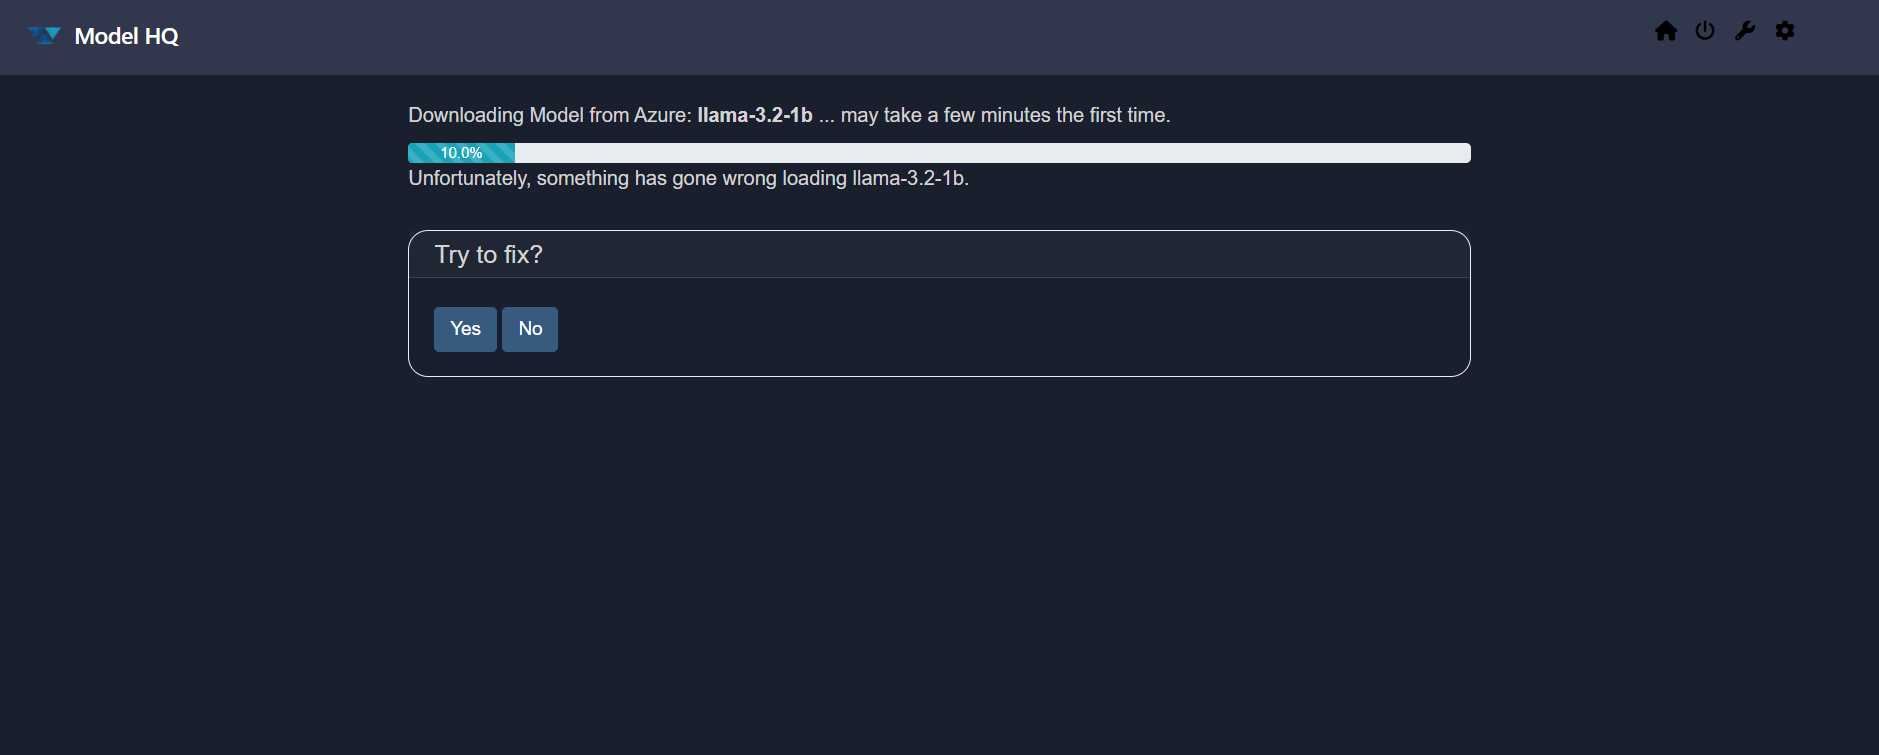 Model HQ
Downloading Model from Azure: llama-3.2-1b ... may take a few minutes the first time.
10.0%
Unfortunately, something has gone wrong loading llama-3.2-1b.
Try to fix?
Yes No